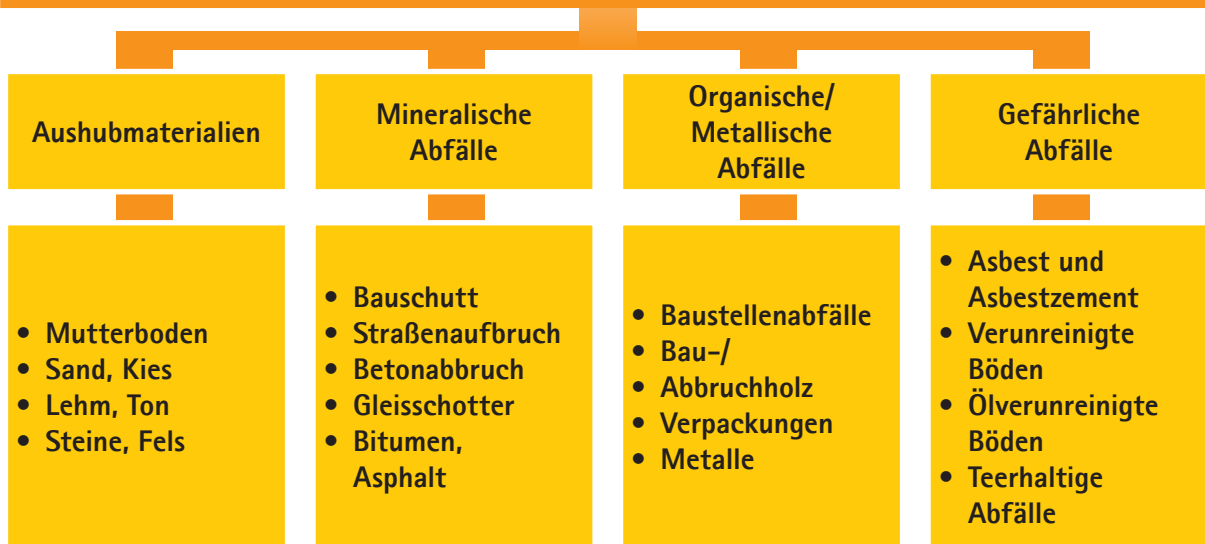 Aushubmaterialien
Mineralische
Abfälle
Organische/
Metallische
Abfälle
Gefährliche
Abfälle
• Mutterboden
• Sand, Kies
• Lehm, Ton
• Steine, Fels
• Bauschutt
• Straßenaufbruch
• Betonabbruch
• Gleisschotter
• Bitumen,
Asphalt
• Baustellenabfälle
• Bau-/
• Abbruchholz
• Verpackungen
• Metalle
• Asbest und
Asbestzement
• Verunreinigte
Böden
• Ölverunreinigte
Böden
• Teerhaltige
Abfälle